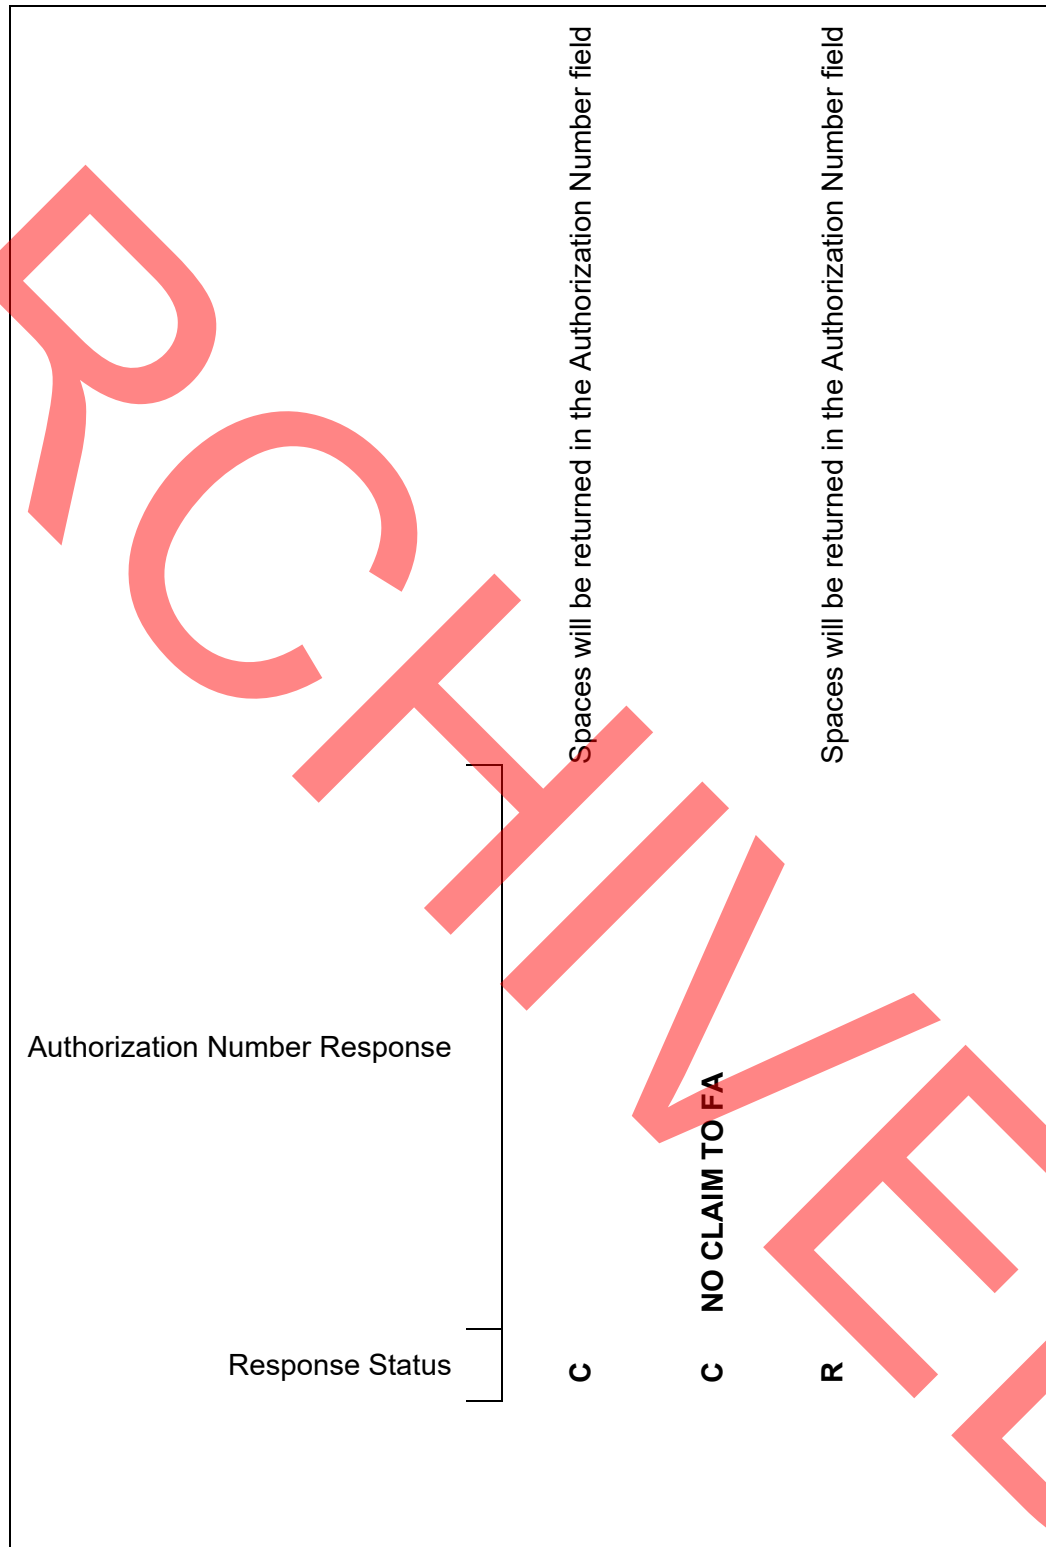 Authorization Number Response
Response Status
C Spaces will be returned in the Authorization Number field
C NO CLAIM TO FA
R Spaces will be returned in the Authorization Number field
RCHIVE